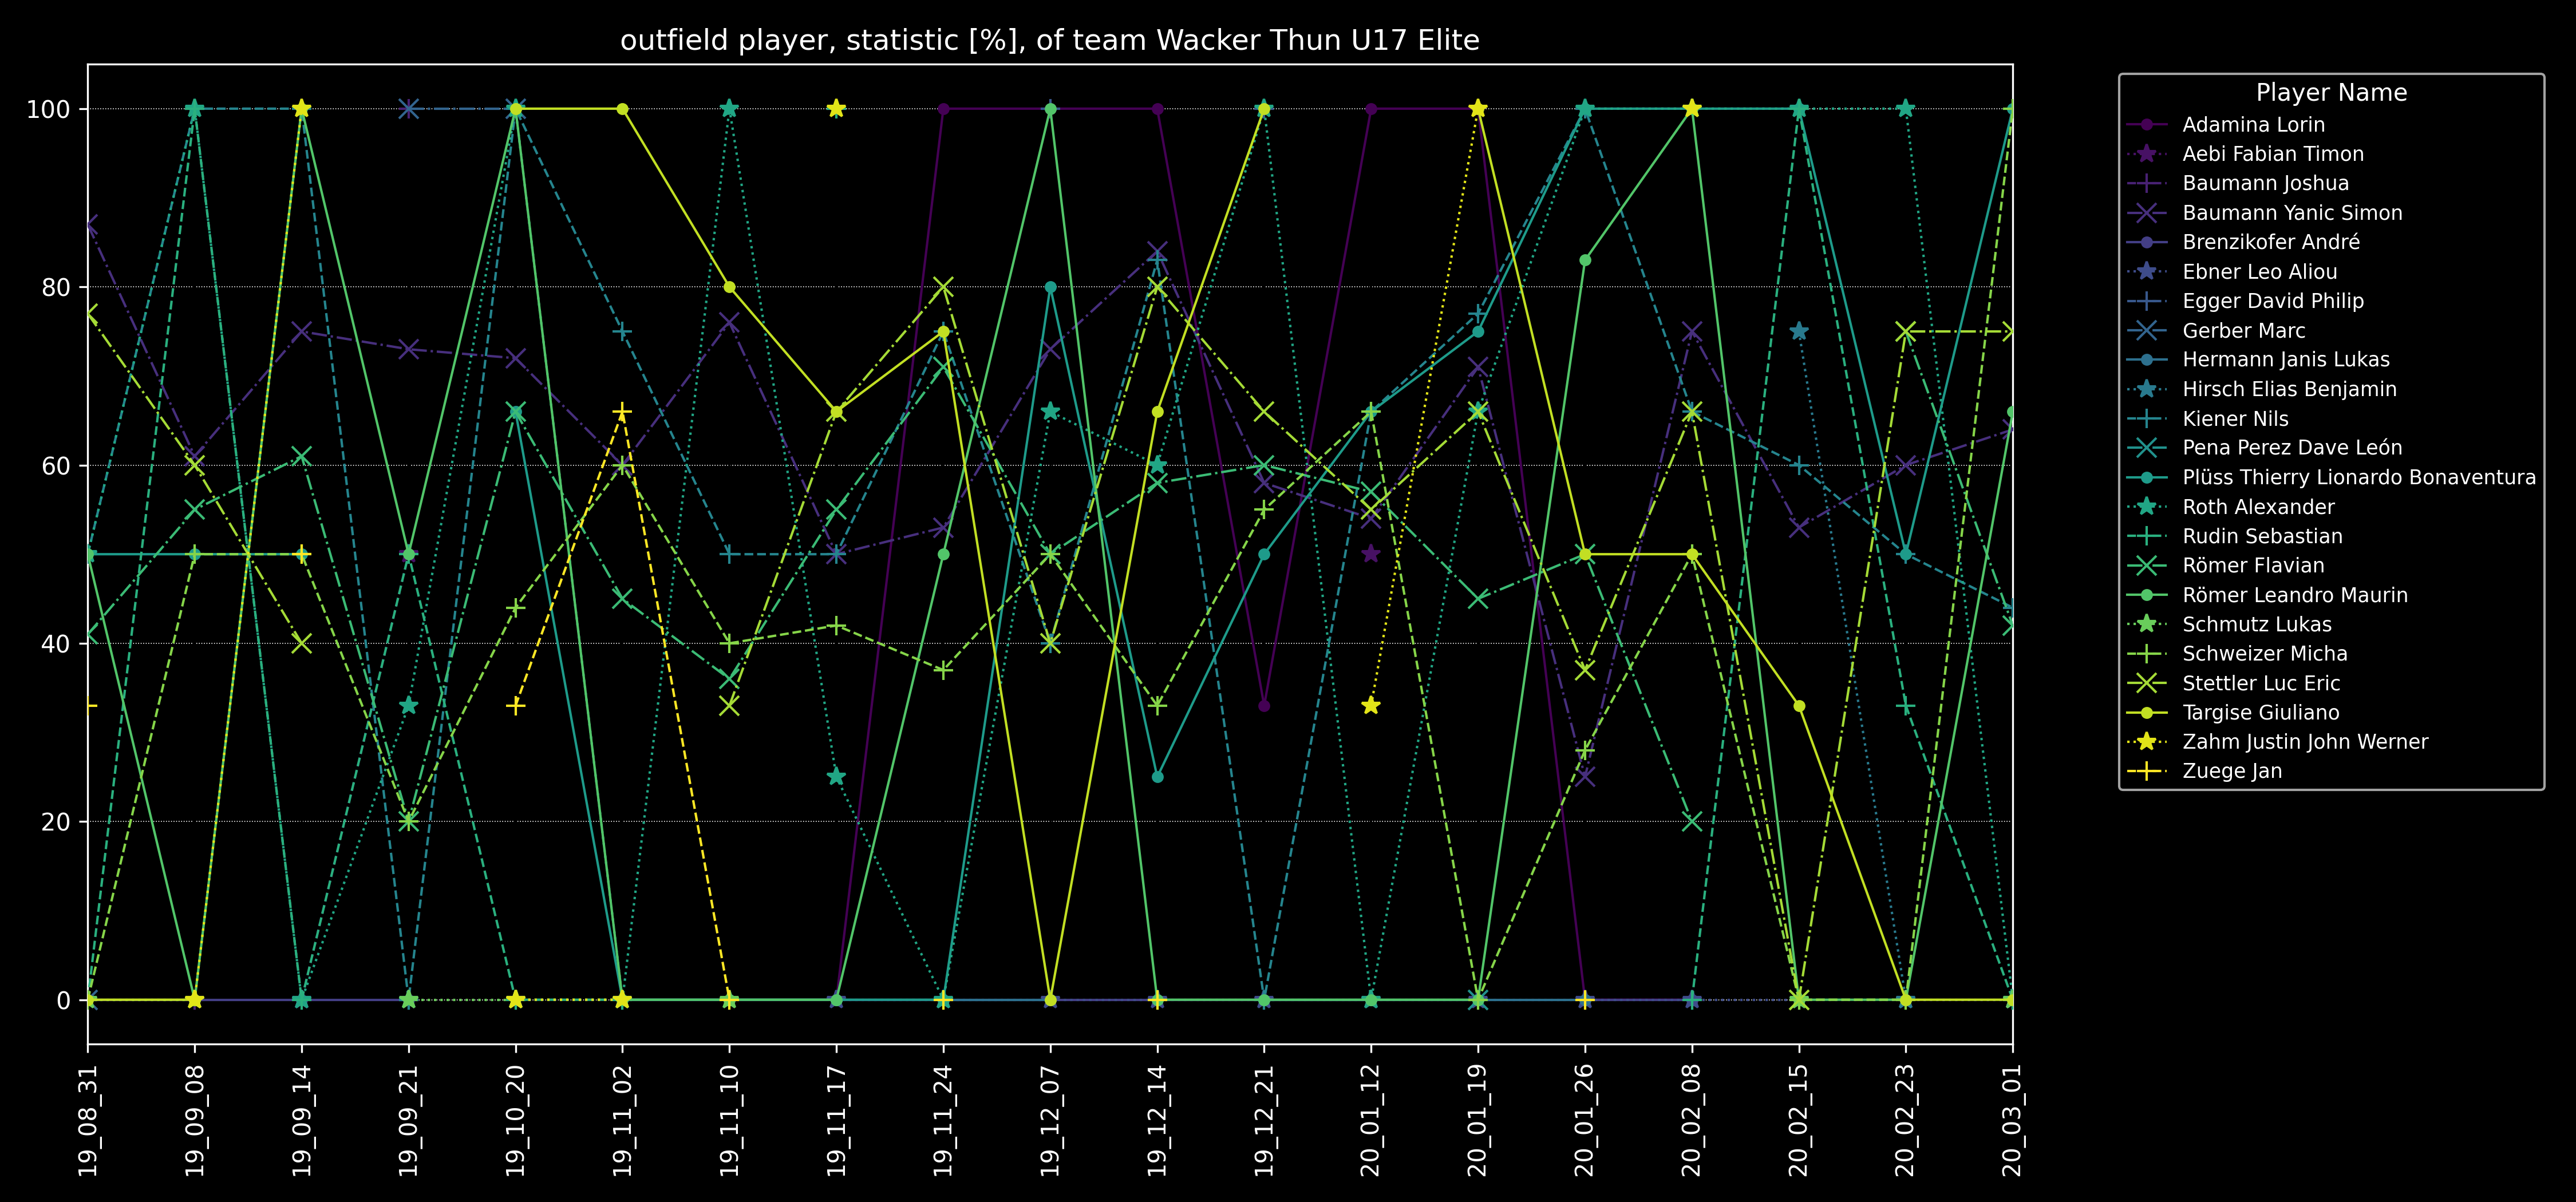 outfield player, statistic [%], of team Wacker Thun U17 Elite
100
80
60
40
20
0
19_08_31
19_09_08
19_09_14
19_09_21
19_10_20
19_11_02
19_11_10
19_11_17
19_11_24
19_12_07
19_12_14
19_12_21
20_01_12
20_01_19
20_01_26
20_02_08
20_02_15
20_02_23
20_03_01
Player Name
Adamina Lorin
Aebi Fabian Timon
Baumann Joshua
Baumann Yanic Simon
Brenzikofer André
Ebner Leo Aliou
Egger David Philip
Gerber Marc
Hermann Janis Lukas
Hirsch Elias Benjamin
Kiener Nils
Pena Perez Dave León
Plüss Thierry Lionardo Bonaventura
Roth Alexander
Rudin Sebastian
Römer Flavian
Römer Leandro Maurin
Schmutz Lukas
Schweizer Micha
Stettler Luc Eric
Targise Giuliano
Zahm Justin John Werner
Zuege Jan